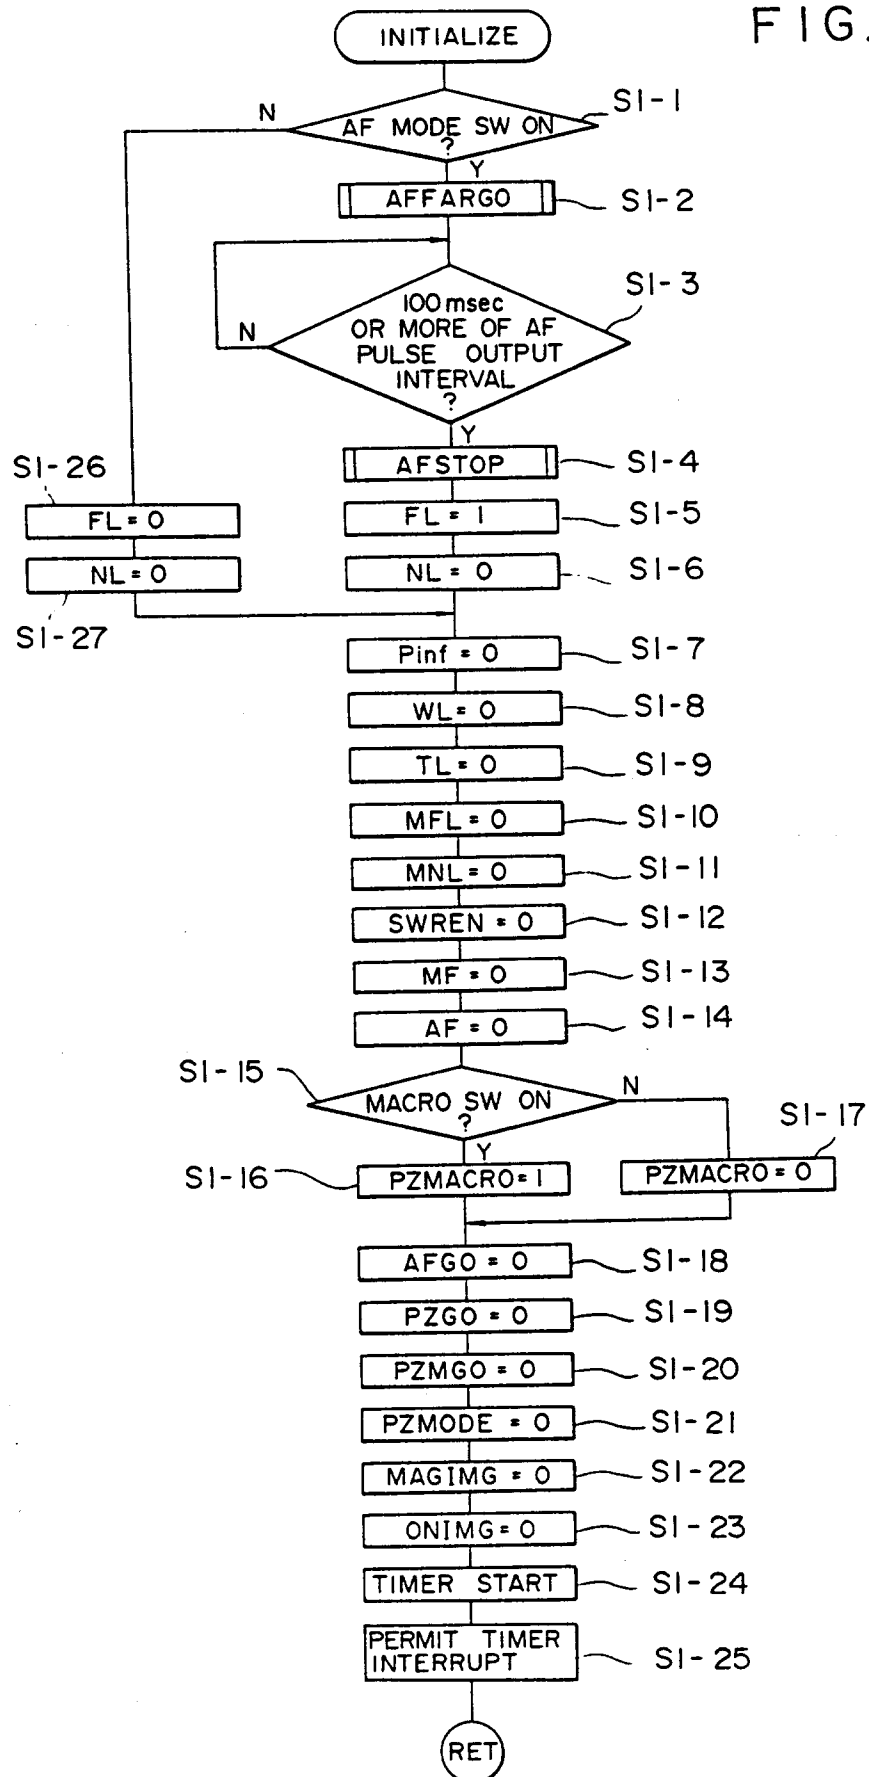 FIG.
INITIALIZE
AF MODE SW ON
?
S1-1
N
Y
AFFARGO
S1-2
100msec
OR MORE OF AF
PULSE OUTPUT
INTERVAL
?
S1-3
N
Y
AFSTOP
S1-4
S1-26
FL=0
FL = 1
S1-5
NL=0
NL = 0
S1-6
S1-27
Pinf = 0
S1-7
WL=0
S1-8
TL=0
S1-9
MFL = 0
S1-10
MNL= 0
S1-11
SWREN = 0
S1-12
MF = 0
S1-13
AF = 0
S1-14
S1-15
MACRO SW ON
?
N
Y
S1-17
S1-16
PZMACRO=1
PZMACRO=0
AFGO = 0
S1-18
PZGO = 0
S1-19
PZMGO = 0
S1-20
PZMODE = 0
S1-21
MAGIMG = 0
S1-22
ONIMG=0
S1-23
TIMER START
S1-24
PERMIT TIMER
INTERRUPT
S1-25
RET